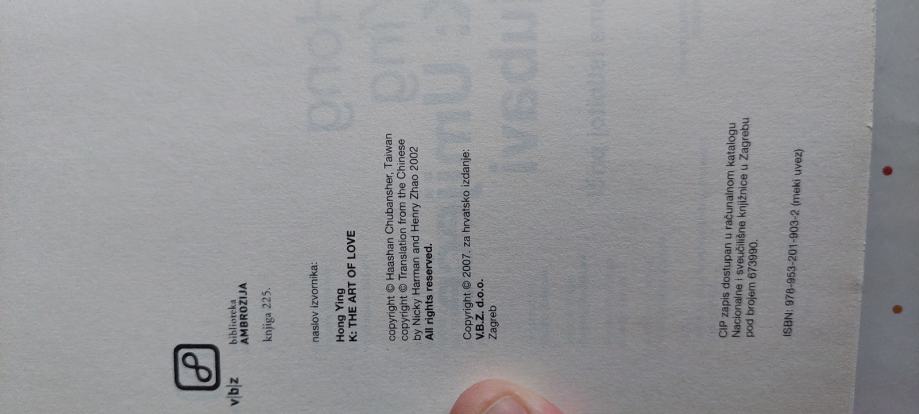 v|b|z
biblioteka
AMBROZIJA
knjiga 225.
naslov izvornika:
Hong Ying
K: THE ART OF LOVE
copyright © Haashan Chubansher, Taiwan
copyright © Translation from the Chinese
by Nicky Harman and Henry Zhao 2002
All rights reserved.
Copyright © 2007. za hrvatsko izdanje:
V.B.Z. d.o.o.
Zagreb
CIP zapis dostupan u računalnom katalogu
Nacionalne i sveučilišne knjižnice u Zagrebu
pod brojem 673990.
ISBN: 978-953-201-903-2 (meki uvez)